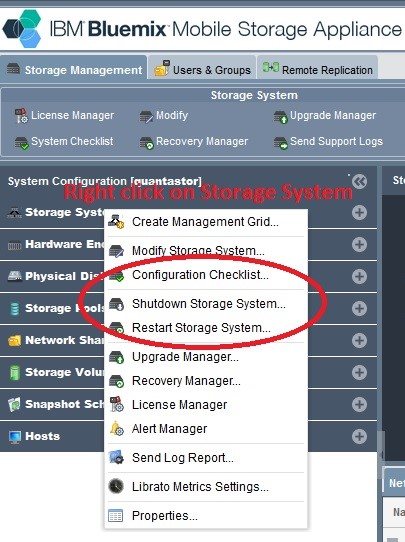 IBM Bluemix Mobile Storage Appliance
Storage Management Users & Groups Remote Replication
Storage System
License Manager Modify Upgrade Manager
System Checklist Recovery Manager Send Support Logs
System Configuration [quantastor]
Right click on Storage System
Storage Syste
Create Management Grid...
Modify Storage System...
Hardware Enc
Configuration Checklist...
Physical Dis
Shutdown Storage System...
Storage Pools
Restart Storage System...
Network Shar
Upgrade Manager...
Storage Volu
Recovery Manager...
Snapshot Sch
License Manager
Alert Manager
Hosts
Send Log Report...
Librato Metrics Settings...
Properties...
Net
Na